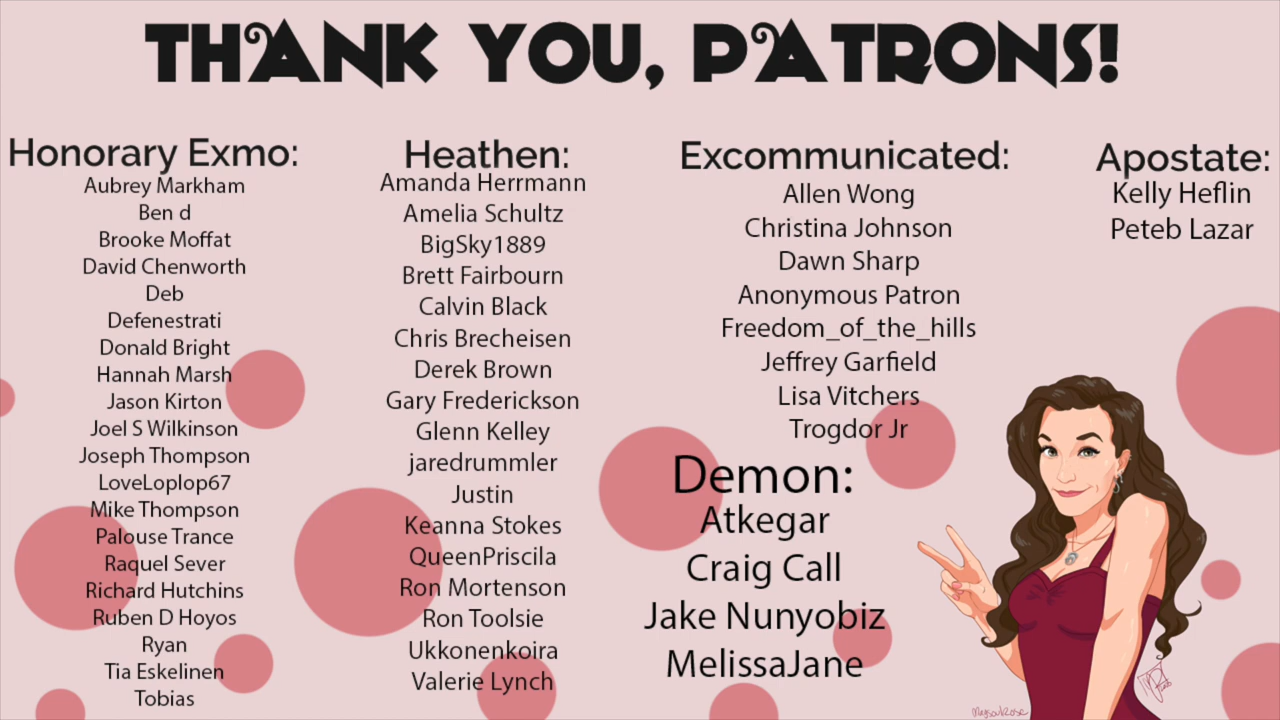 THANK YOU, PATRONS!
Honorary Exmo:
Aubrey Markham
Ben d
Brooke Moffat
David Chenworth
Deb
Defenestrati
Donald Bright
Hannah Marsh
Jason Kirton
Joel S Wilkinson
Joseph Thompson
LoveLoplop67
Mike Thompson
Palouse Trance
Raquel Sever
Richard Hutchins
Ruben D Hoyos
Ryan
Tia Eskelinen
Tobias
Heathen:
Amanda Herrmann
Amelia Schultz
BigSky1889
Brett Fairbourn
Calvin Black
Chris Brecheisen
Derek Brown
Gary Frederickson
Glenn Kelley
jaredrummler
Justin
Keanna Stokes
QueenPriscila
Ron Mortenson
Ron Toolsie
Ukkonenkoira
Valerie Lynch
Excommunicated:
Allen Wong
Christina Johnson
Dawn Sharp
Anonymous Patron
Freedom_of_the_hills
Jeffrey Garfield
Lisa Vitchers
Trogdor Jr
Demon:
Atkegar
Craig Call
Jake Nunyobiz
MelissaJane
Apostate:
Kelly Heflin
Peteb Lazar